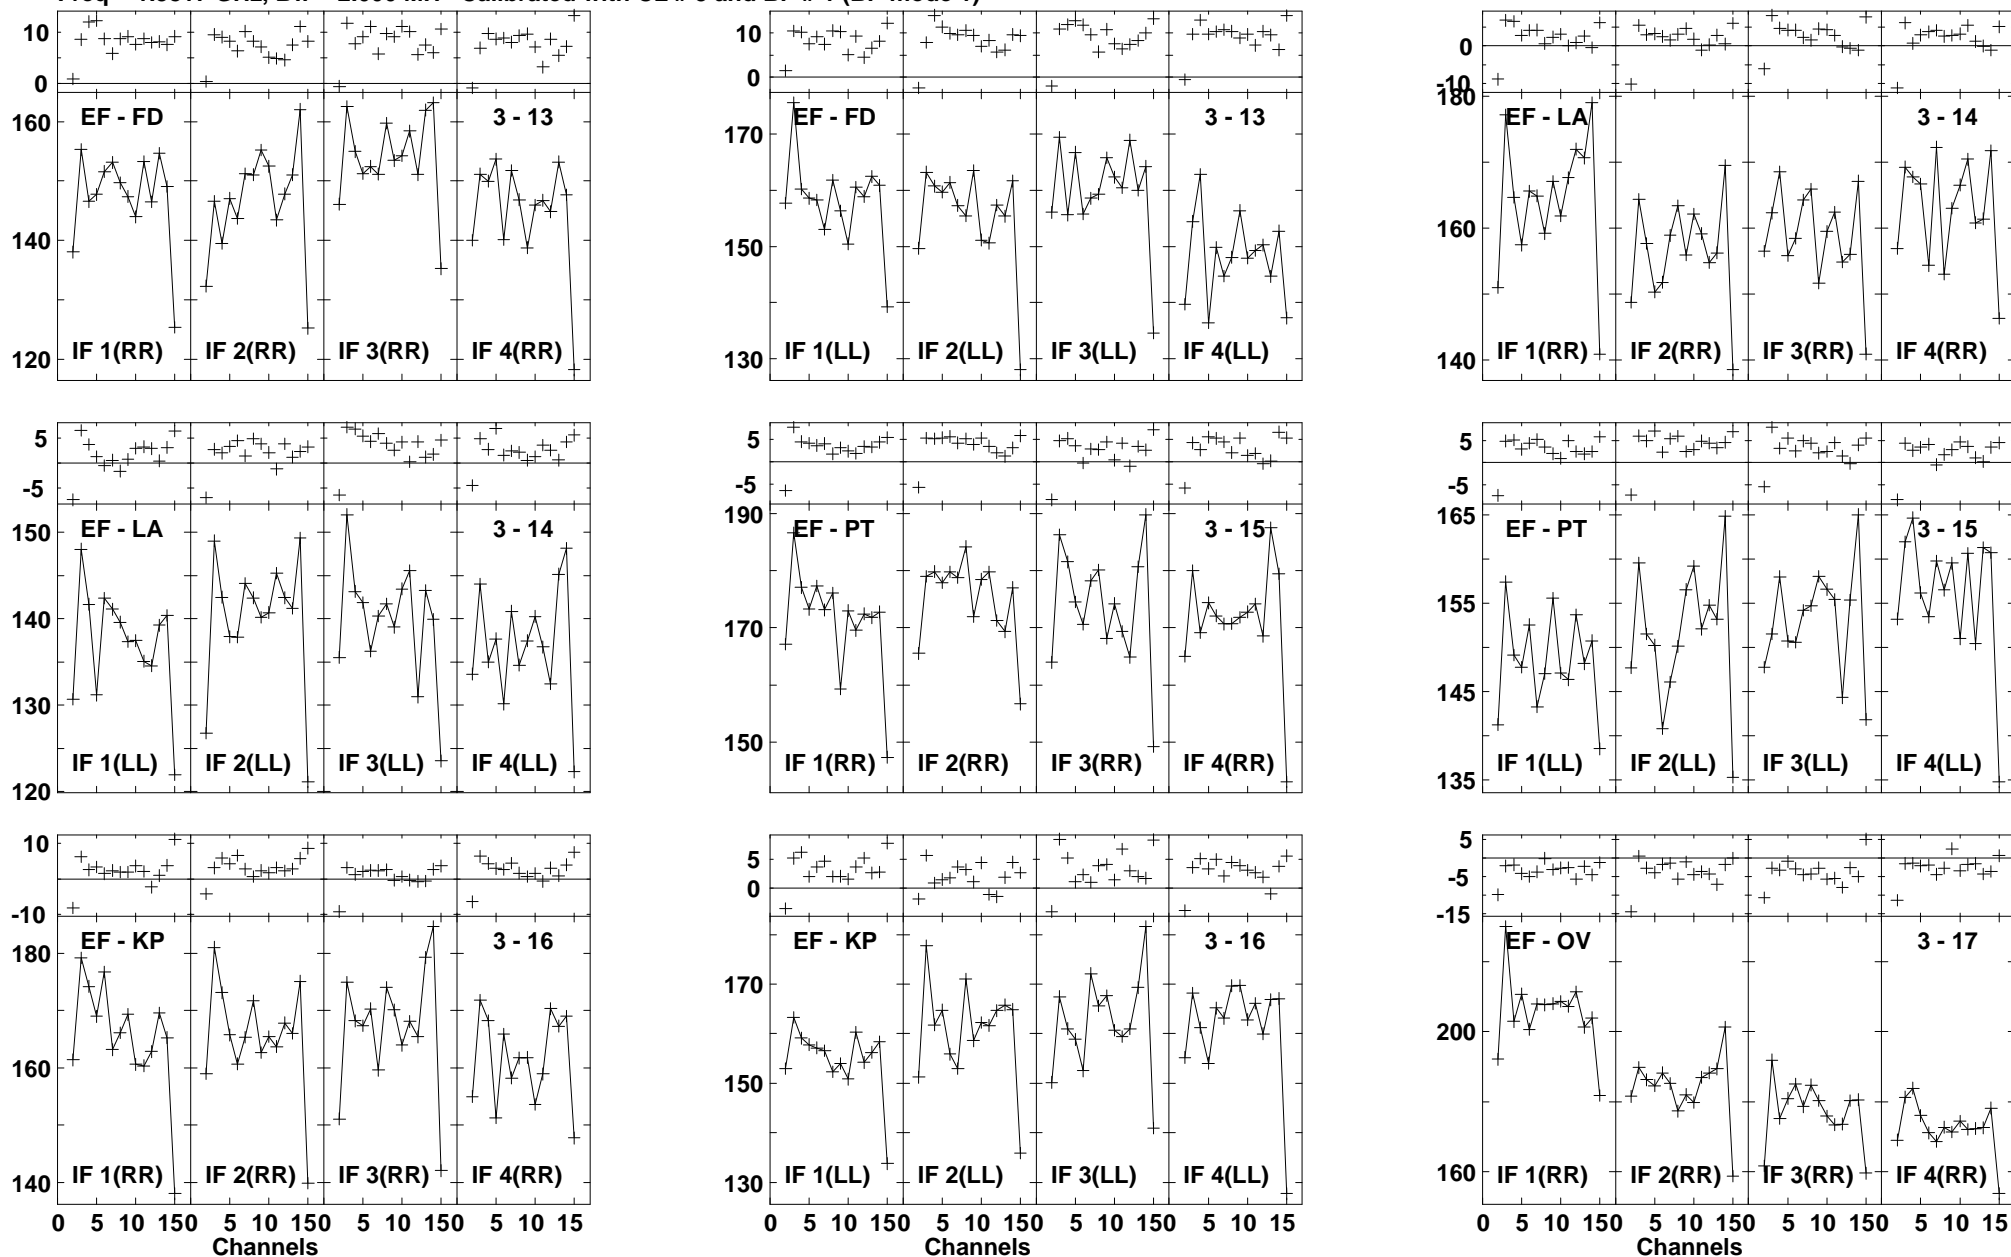 10
0
160
140
120
EF - FD
3 - 13
IF 1(RR)
IF 2(RR)
IF 3(RR)
IF 4(RR)
10
0
170
150
130
EF - FD
3 - 13
IF 1(LL)
IF 2(LL)
IF 3(LL)
IF 4(LL)
0
-10
180
160
140
EF - LA
3 - 14
IF 1(RR)
IF 2(RR)
IF 3(RR)
IF 4(RR)
5
-5
150
140
130
120
EF - LA
3 - 14
IF 1(LL)
IF 2(LL)
IF 3(LL)
IF 4(LL)
5
-5
190
170
150
EF - PT
3 - 15
IF 1(RR)
IF 2(RR)
IF 3(RR)
IF 4(RR)
5
-5
165
155
145
135
EF - PT
3 - 15
IF 1(LL)
IF 2(LL)
IF 3(LL)
IF 4(LL)
10
0
-10
180
160
140
EF - KP
3 - 16
IF 1(RR)
IF 2(RR)
IF 3(RR)
IF 4(RR)
0 5 10 150 5 10 150 5 10 150 5 10 15
Channels
5
0
170
150
130
EF - KP
3 - 16
IF 1(LL)
IF 2(LL)
IF 3(LL)
IF 4(LL)
0 5 10 150 5 10 150 5 10 150 5 10 15
Channels
5
-5
-15
200
160
EF - OV
3 - 17
IF 1(RR)
IF 2(RR)
IF 3(RR)
IF 4(RR)
0 5 10 150 5 10 150 5 10 150 5 10 15
Channels